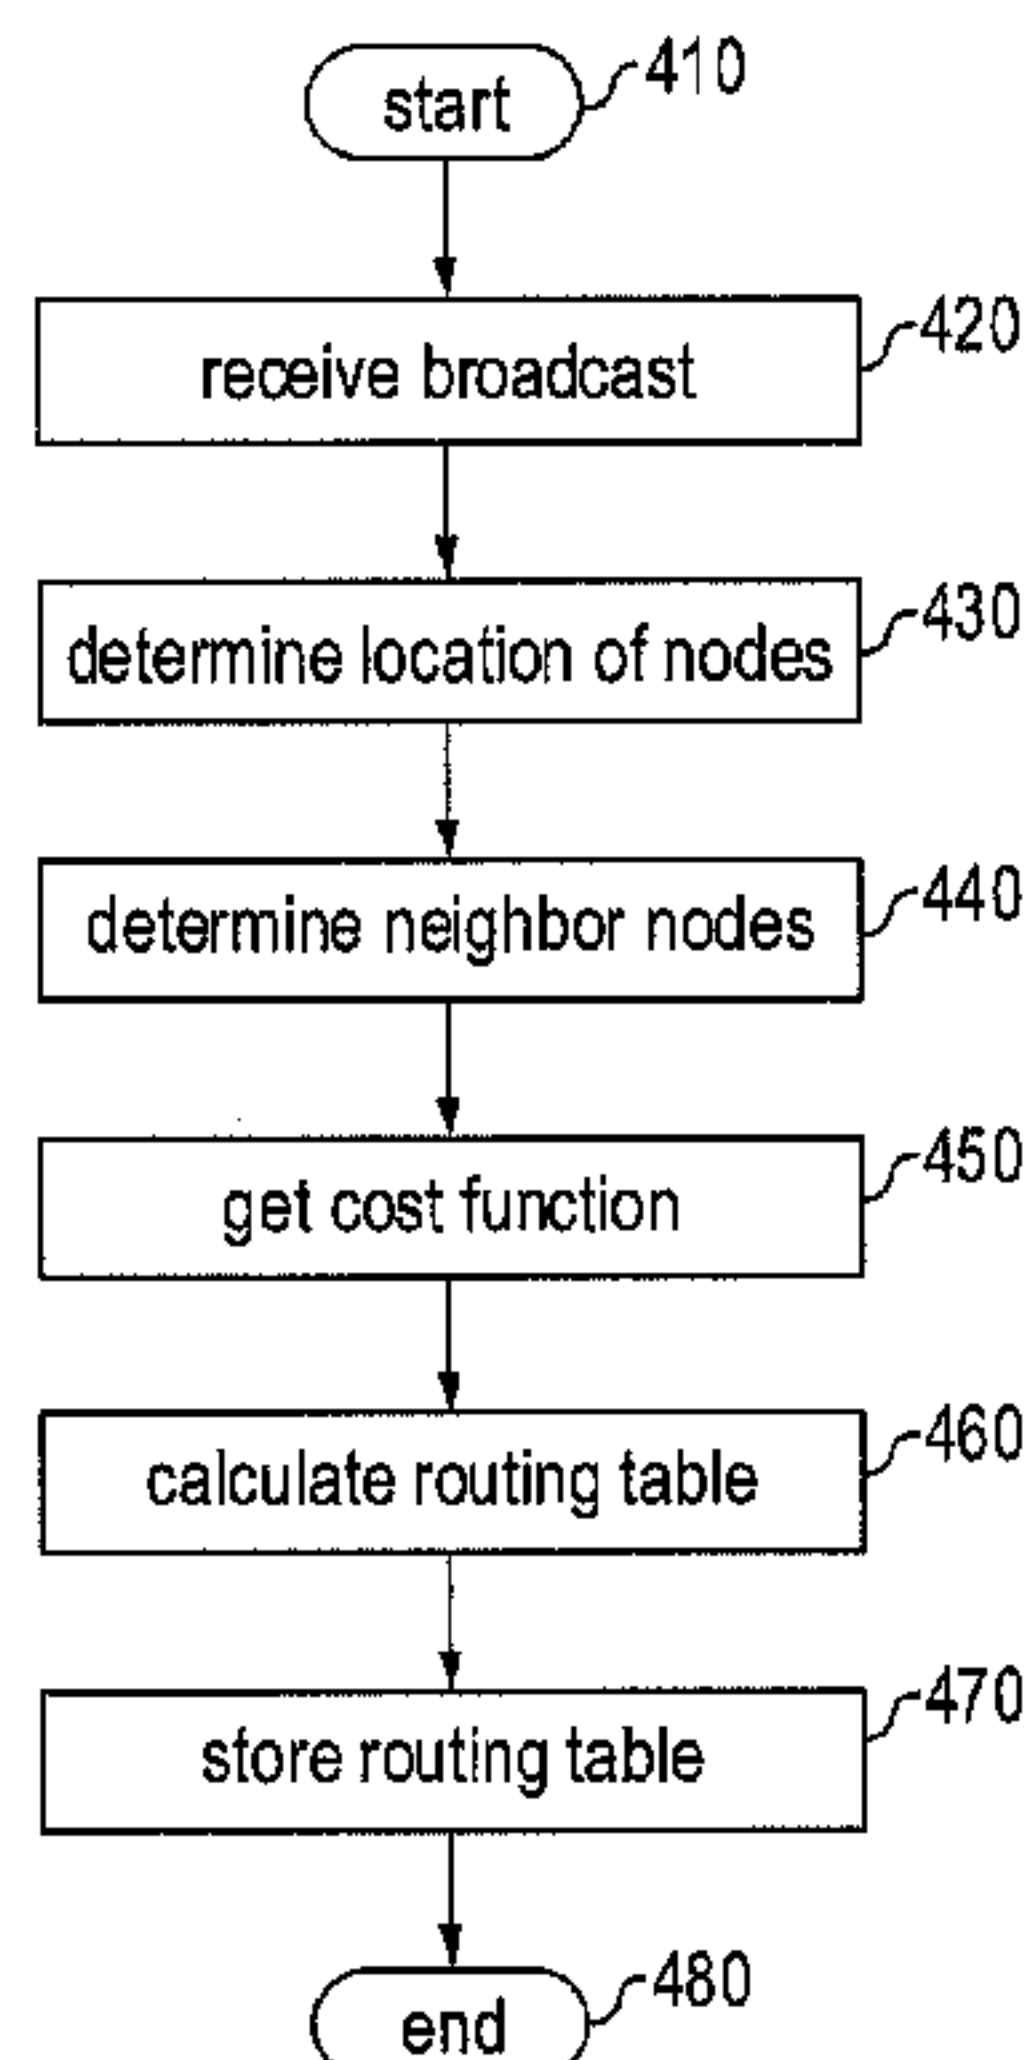 start 410
receive broadcast 420
determine location of nodes 430
determine neighbor nodes 440
get cost function 450
calculate routing table 460
store routing table 470
end 480